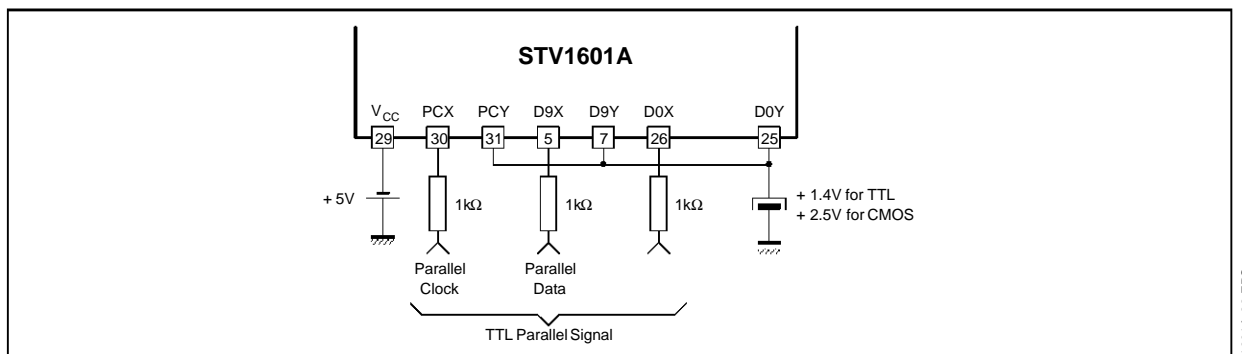 STV1601A
VCC PCX PCY D9X D9Y D0X D0Y
29 30 31 5 7 26 25
+ 5V 1kΩ 1kΩ 1kΩ + 1.4V for TTL
+ 2.5V for CMOS
Parallel Parallel
Clock Data
TTL Parallel Signal